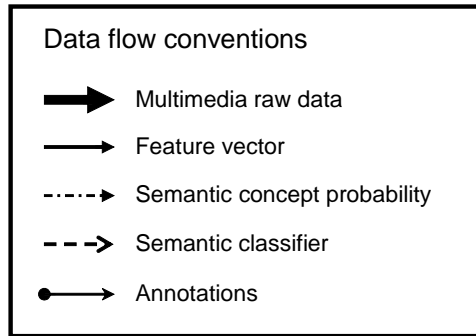 Data flow conventions
Multimedia raw data
Feature vector
Semantic concept probability
Semantic classifier
Annotations